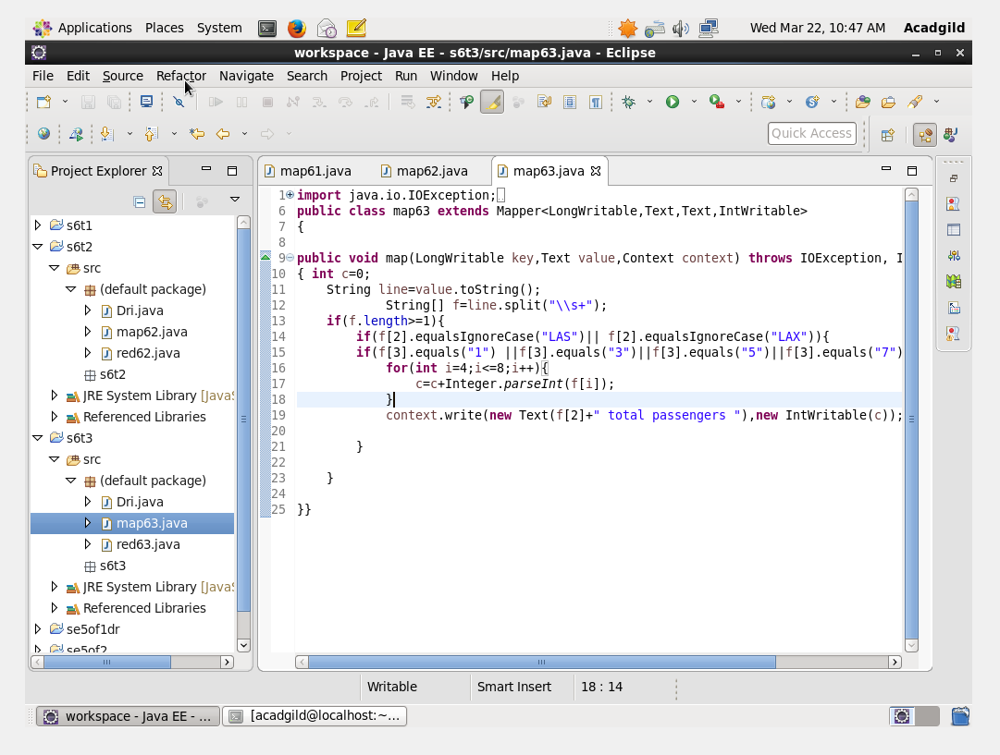 Applications Places System Wed Mar 22, 10:47 AM Acadgild
workspace - Java EE - s6t3/src/map63.java - Eclipse
File Edit Source Refactor Navigate Search Project Run Window Help
Quick Access
Project Explorer
s6t1
s6t2
src
(default package)
Dri.java
map62.java
red62.java
s6t2
JRE System Library [JavaS
Referenced Libraries
s6t3
src
(default package)
Dri.java
map63.java
red63.java
s6t3
JRE System Library [JavaS
Referenced Libraries
se5of1dr
se5of2
map61.java map62.java map63.java
1 import java.io.IOException;
6 public class map63 extends Mapper<LongWritable,Text,Text,IntWritable>
7 {
8
9 public void map(LongWritable key,Text value,Context context) throws IOException, I
10 { int c=0;
11 String line=value.toString();
12 String[] f=line.split("\\s+");
13 if(f.length>=1){
14 if(f[2].equalsIgnoreCase("LAS")|| f[2].equalsIgnoreCase("LAX")){
15 if(f[3].equals("1") ||f[3].equals("3")||f[3].equals("5")||f[3].equals("7")
16 for(int i=4;i<=8;i++){
17 c=c+Integer.parseInt(f[i]);
18 }
19 context.write(new Text(f[2]+" total passengers "),new IntWritable(c));
20
21 }
22
23 }
24
25 }}
Writable Smart Insert 18 : 14
workspace - Java EE - ... [acadgild@localhost:~...